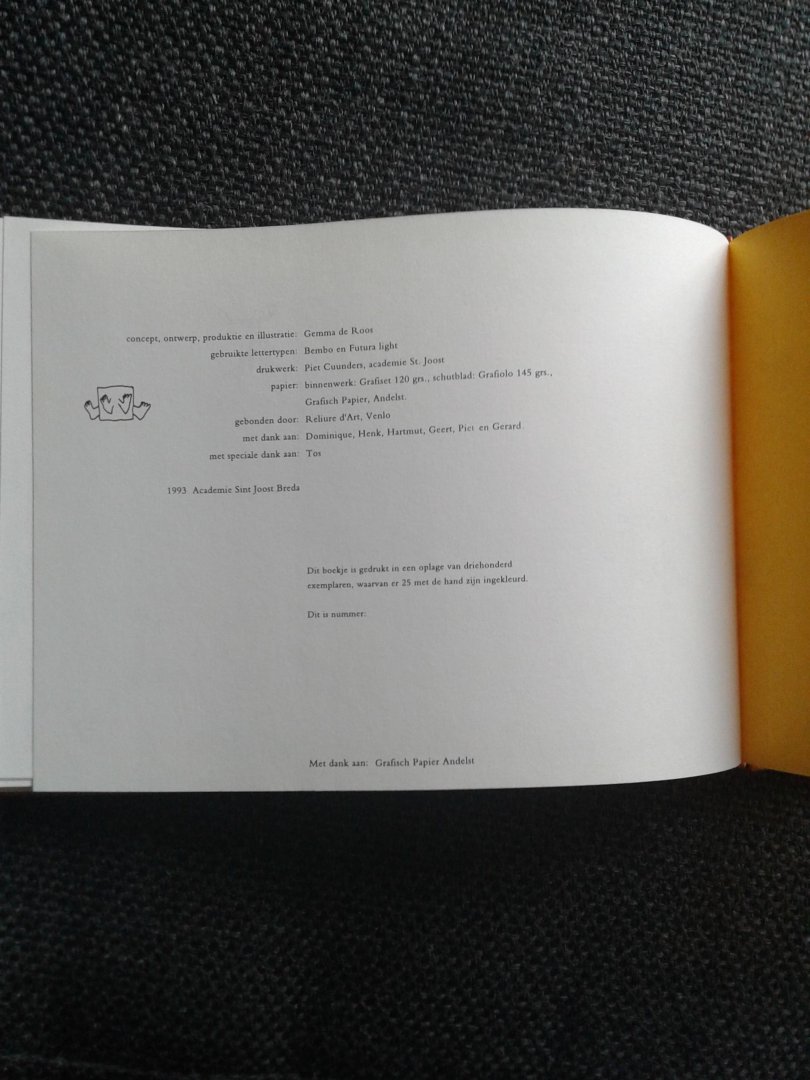 concept, ontwerp, produktie en illustratie: Gemma de Roos
gebruikte lettertypen: Bembo en Futura light
drukwerk: Piet Cuunders, academie St. Joost
papier: binnenwerk: Grafiset 120 grs., schutblad: Grafiolo 145 grs.,
Grafisch Papier, Andelst.
gebonden door: Reliure d'Art, Venlo
met dank aan: Dominique, Henk, Hartmut, Geert, Piet en Gerard
met speciale dank aan: Tos
1993 Academie Sint Joost Breda
Dit boekje is gedrukt in een oplage van driehonderd
exemplaren, waarvan er 25 met de hand zijn ingekleurd.
Dit is nummer:
Met dank aan: Grafisch Papier Andelst